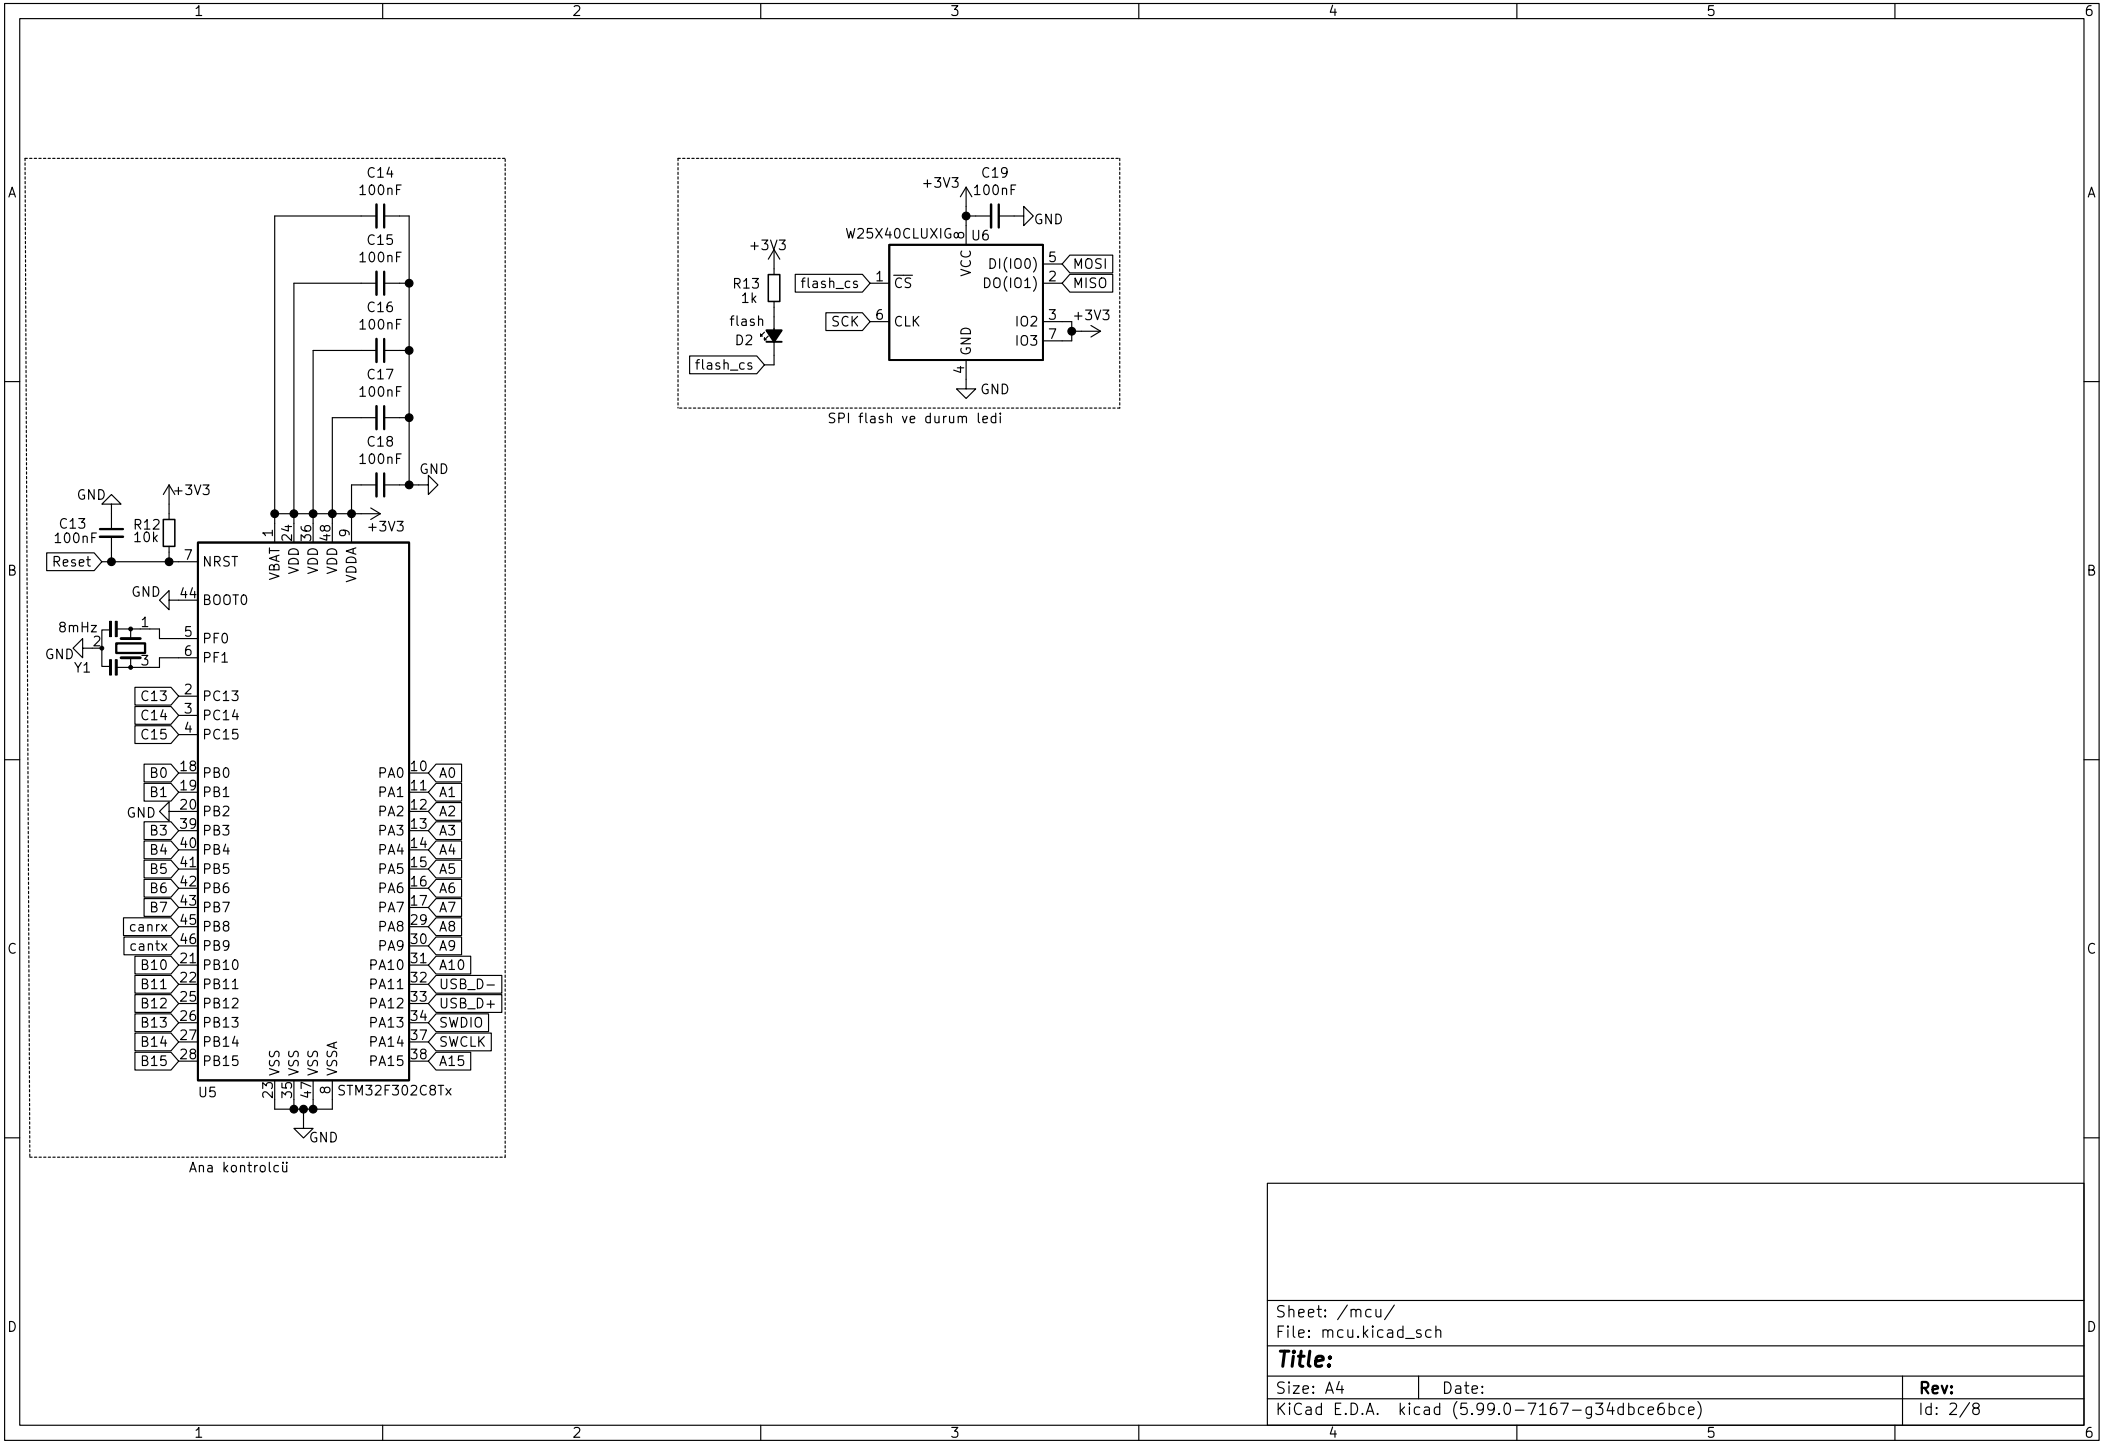 1 2 3 4 5 6
A A
B B
C C
D D
C14
100nF
C15
100nF
C16
100nF
C17
100nF
C18
100nF
GND
+3V3
GND
+3V3
C13
100nF
R12
10k
Reset
7 NRST
1 24 36 48 9
VBAT VDD VDD VDD VDDA
GND 44 BOOT0
8mHz 1
5 PF0
GND 2
6 PF1
Y1 3
C13 2 PC13
C14 3 PC14
C15 4 PC15
B0 18 PB0
B1 19 PB1
GND 20 PB2
B3 39 PB3
B4 40 PB4
B5 41 PB5
B6 42 PB6
B7 43 PB7
canrx 45 PB8
cantx 46 PB9
B10 21 PB10
B11 22 PB11
B12 25 PB12
B13 26 PB13
B14 27 PB14
B15 28 PB15
PA0 10 A0
PA1 11 A1
PA2 12 A2
PA3 13 A3
PA4 14 A4
PA5 15 A5
PA6 16 A6
PA7 17 A7
PA8 29 A8
PA9 30 A9
PA10 31 A10
PA11 32 USB_D-
PA12 33 USB_D+
PA13 34 SWDIO
PA14 37 SWCLK
PA15 38 A15
VSS VSS VSS VSSA
23 35 47 8
U5
STM32F302C8Tx
GND
Ana kontrolcü
+3V3
C19
100nF
GND
W25X40CLUXIG 8 U6
VCC
+3V3
R13
1k
flash
D2
flash_cs
flash_cs 1 CS
SCK 6 CLK
DI(IO0) 5 MOSI
DO(IO1) 2 MISO
IO2 3
IO3 7
+3V3
GND
4
GND
SPI flash ve durum ledi
Sheet: /mcu/
File: mcu.kicad_sch
Title:
Size: A4 Date: Rev:
KiCad E.D.A. kicad (5.99.0-7167-g34dbce6bce) Id: 2/8
1 2 3 4 5 6